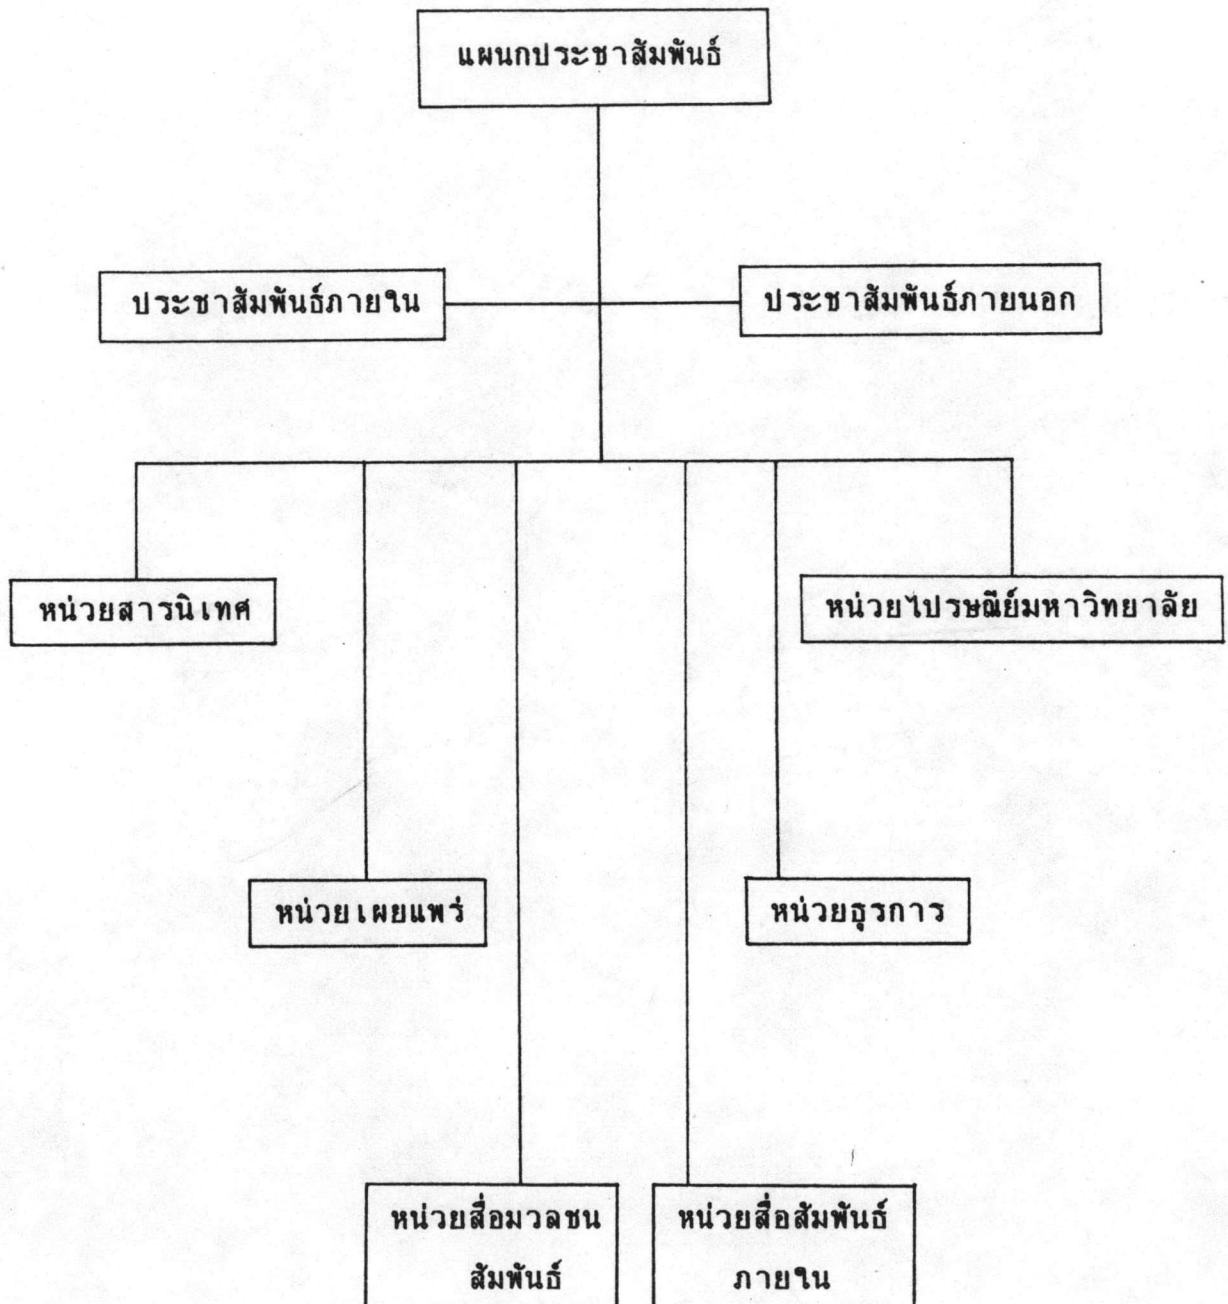 แผนกประชาสัมพันธ์
ประชาสัมพันธ์ภายใน
ประชาสัมพันธ์ภายนอก
หน่วยสารนิเทศ
หน่วยไปรษณีย์มหาวิทยาลัย
หน่วยเผยแพร่
หน่วยธุรการ
หน่วยสื่อมวลชน
สัมพันธ์
หน่วยสื่อสัมพันธ์
ภายใน